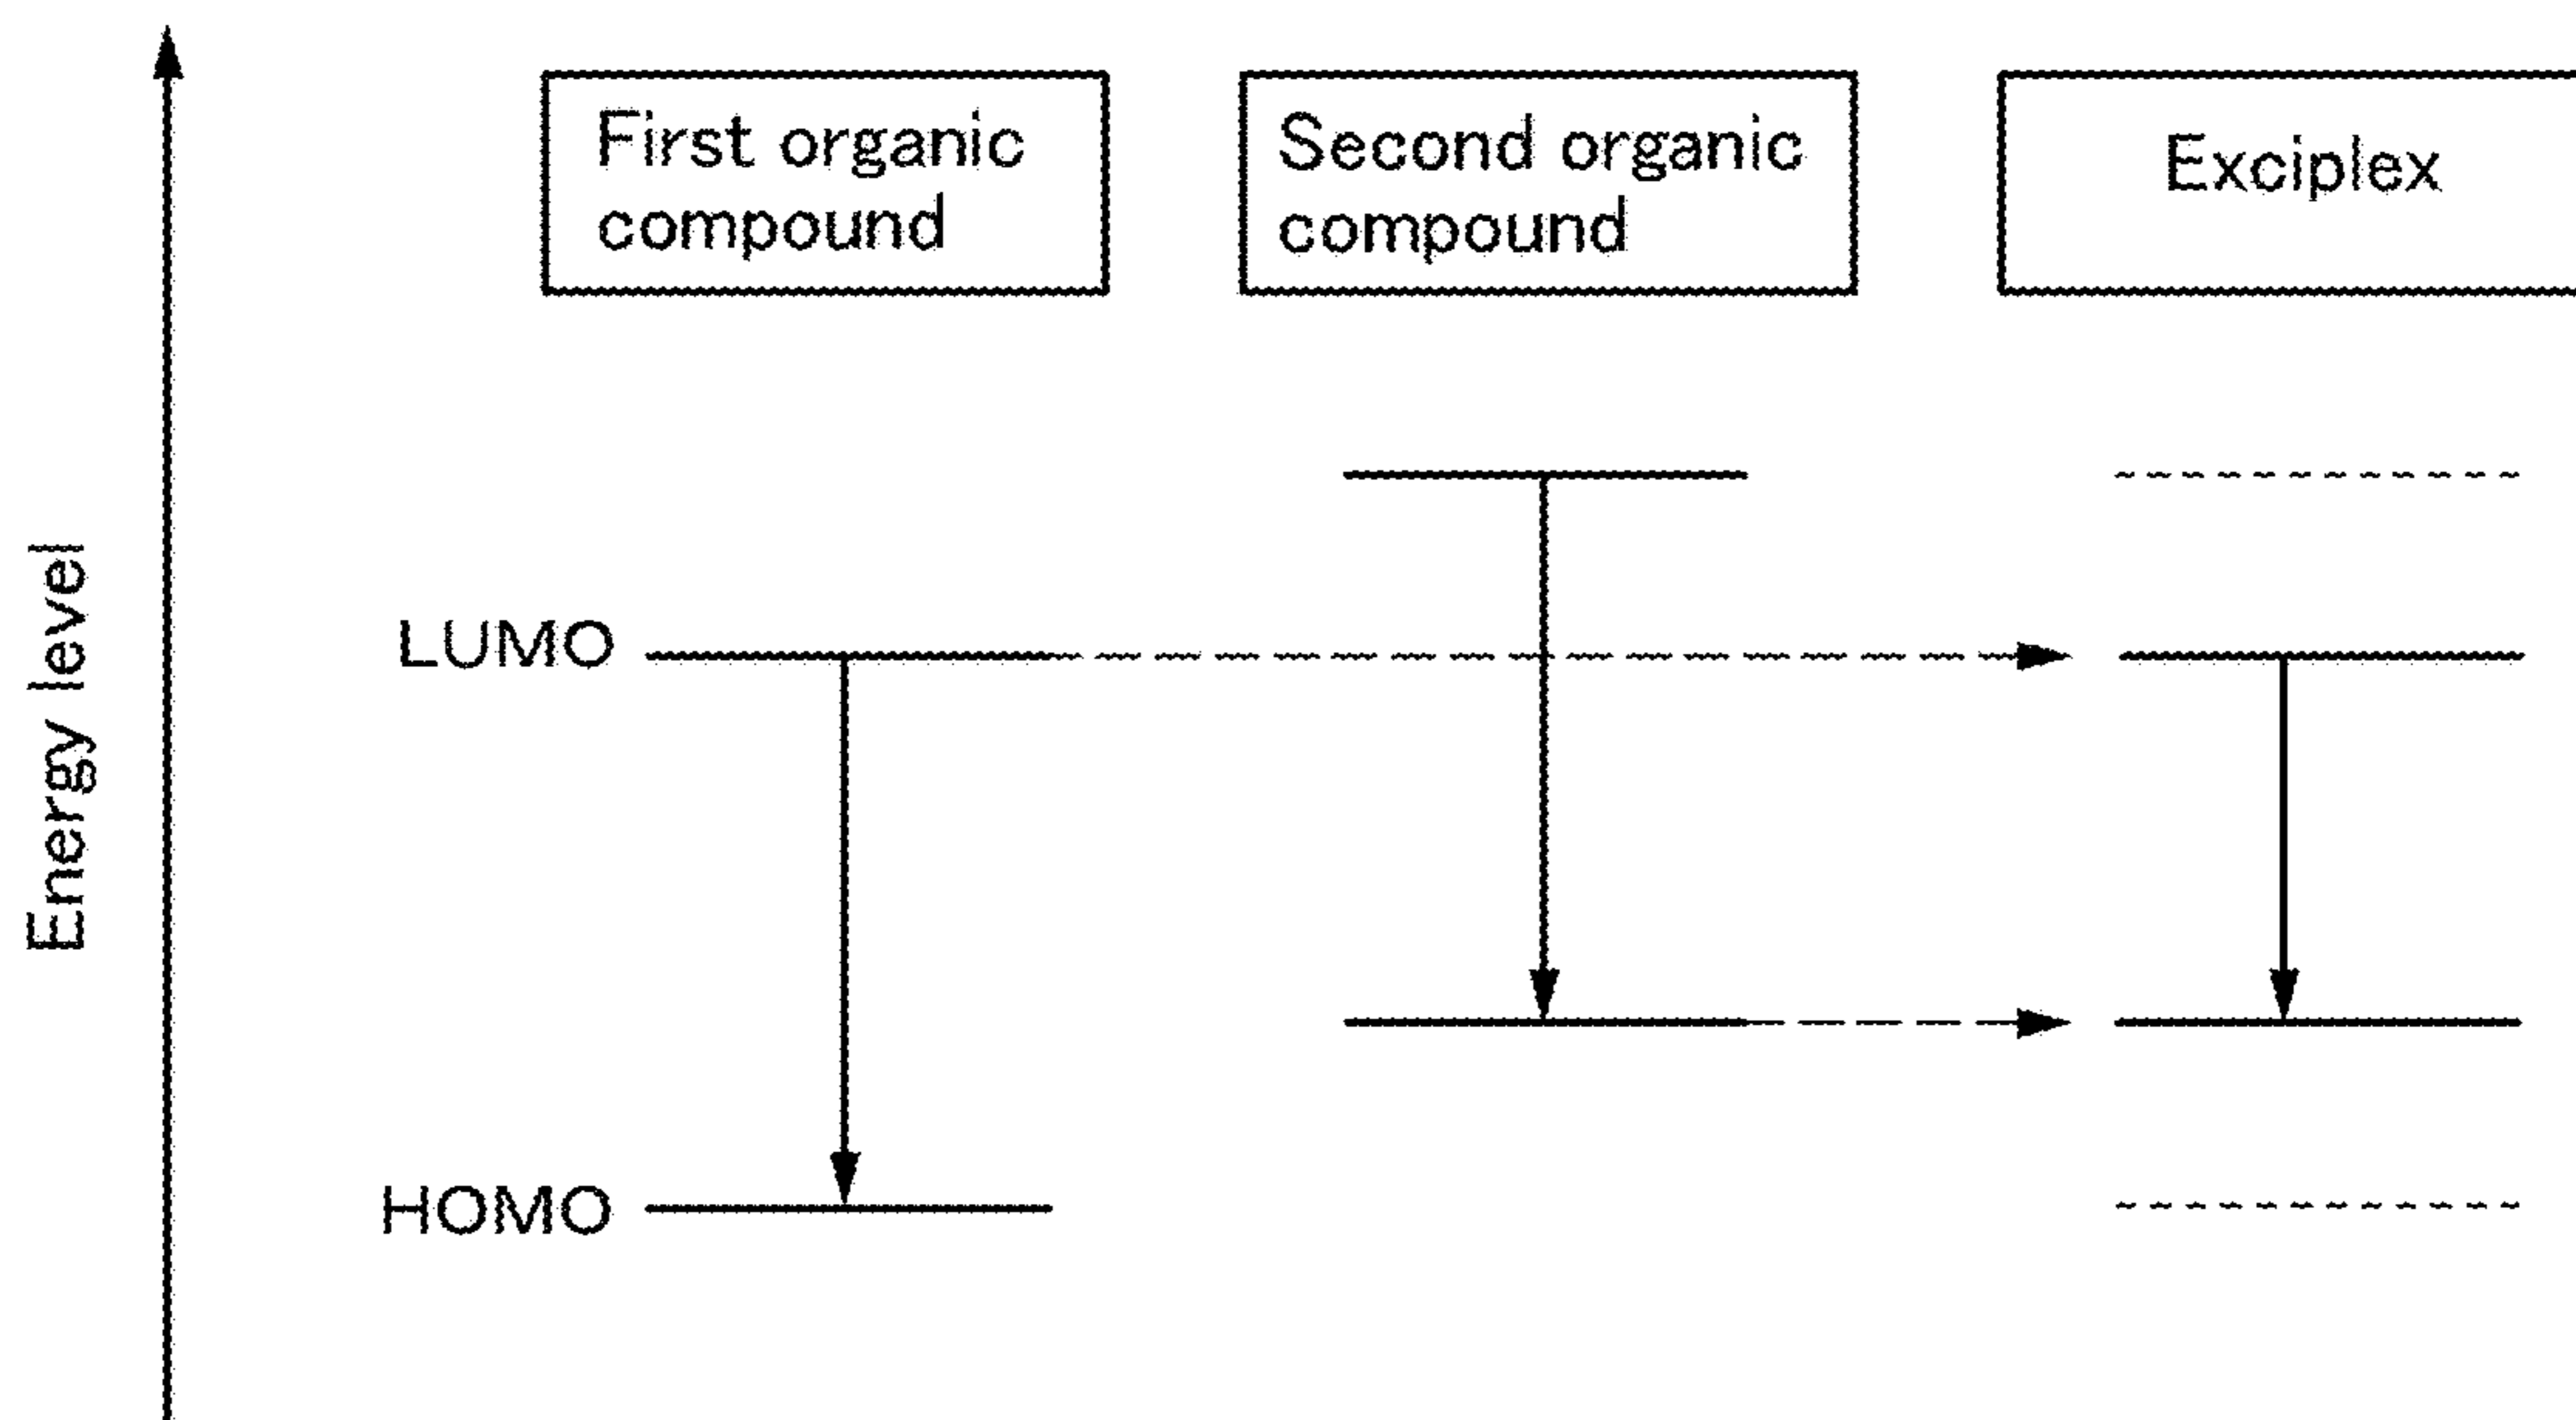 First organic
compound
Second organic
compound
Exciplex
Energy level
LUMO
HOMO